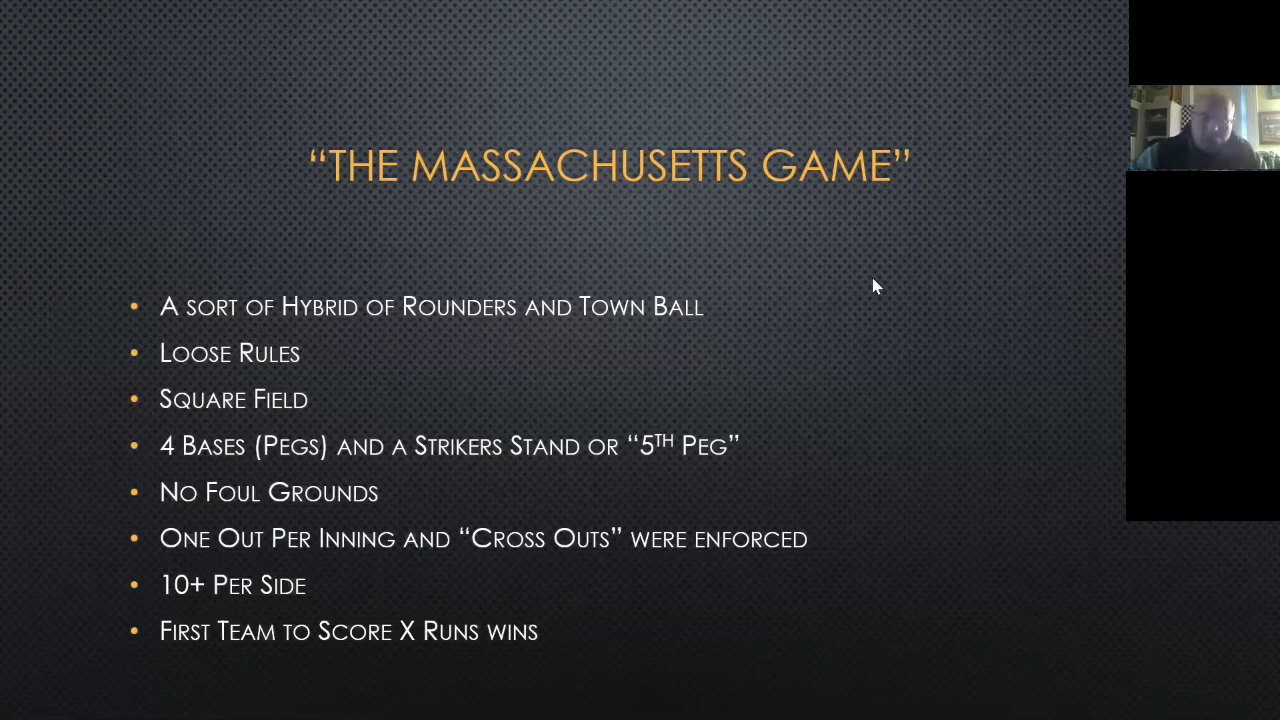 “The Massachusetts Game”
• A sort of Hybrid of Rounders and Town Ball
• Loose Rules
• Square Field
• 4 Bases (Pegs) and a Strikers Stand or “5th Peg”
• No Foul Grounds
• One Out Per Inning and “Cross Outs” were enforced
• 10+ Per Side
• First Team to Score X Runs wins